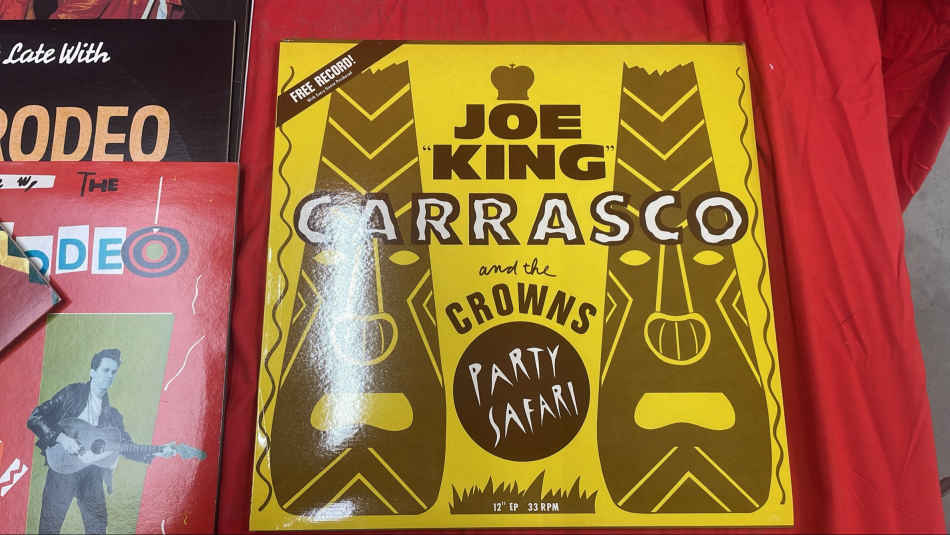 Late With
RODEO
W/ THE
ODEO
FREE RECORD!
JOE
"KING"
CARRASCO
and the
CROWNS
PARTY
SAFARI
12" EP 33 RPM